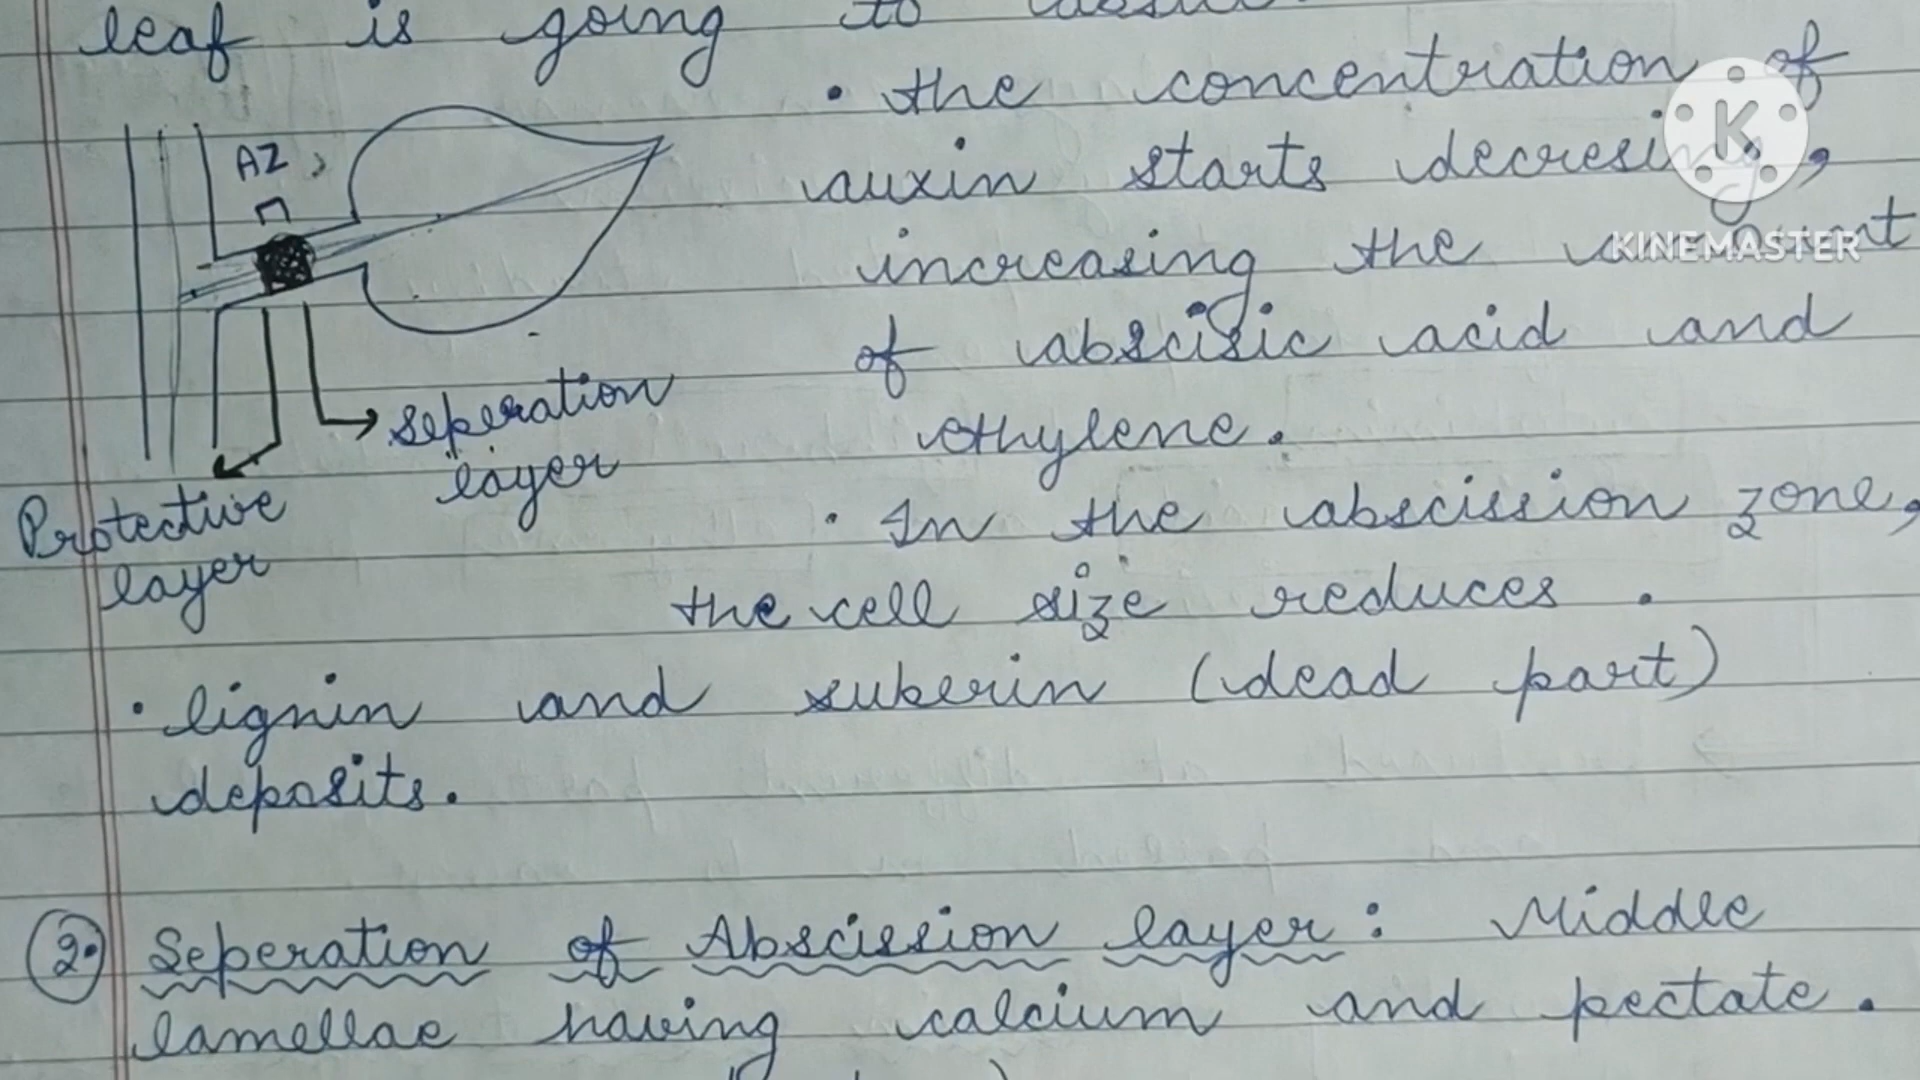 leaf is going to
• the concentration of
auxin starts decresing,
increasing the
of abscisic acid and
ethylene.
AZ
Seperation
layer
Protective
layer
• In the abscission zone,
the cell size reduces.
• lignin and suberin (dead part)
deposits.
2. Seperation of Abscission layer: Middle
lamellae having calcium and pectate.
K
KINEMASTER